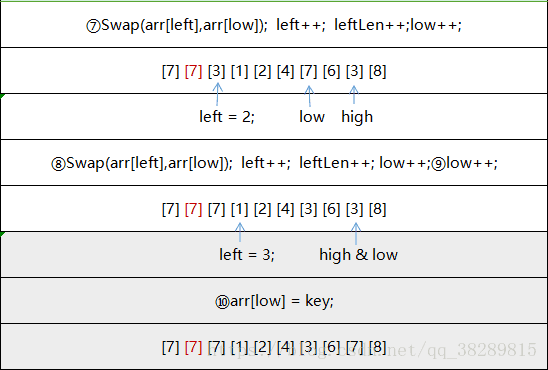 ⑦Swap(arr[left],arr[low]); left++; leftLen++;low++;
[7] [7] [3] [1] [2] [4] [7] [6] [3] [8]
left = 2; low high
⑧Swap(arr[left],arr[low]); left++; leftLen++; low++;⑨low++;
[7] [7] [7] [1] [2] [4] [3] [6] [3] [8]
left = 3; high & low
⑩arr[low] = key;
[7] [7] [7] [1] [2] [4] [3] [6] [7] [8]
https://blog.csdn.net/qq_38289815